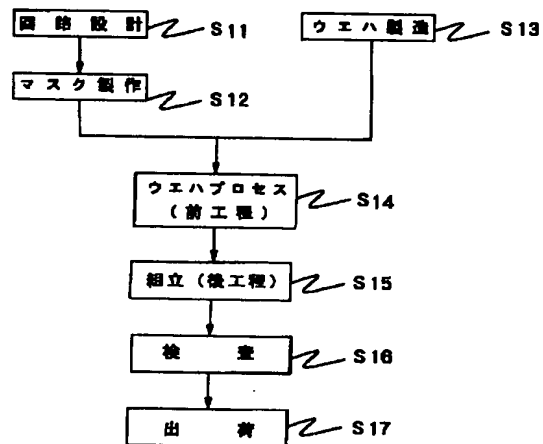 回路設計 S11
ウエハ製造 S13
マスク製作 S12
ウエハプロセス
(前工程) S14
組立(後工程) S15
検査 S16
出荷 S17